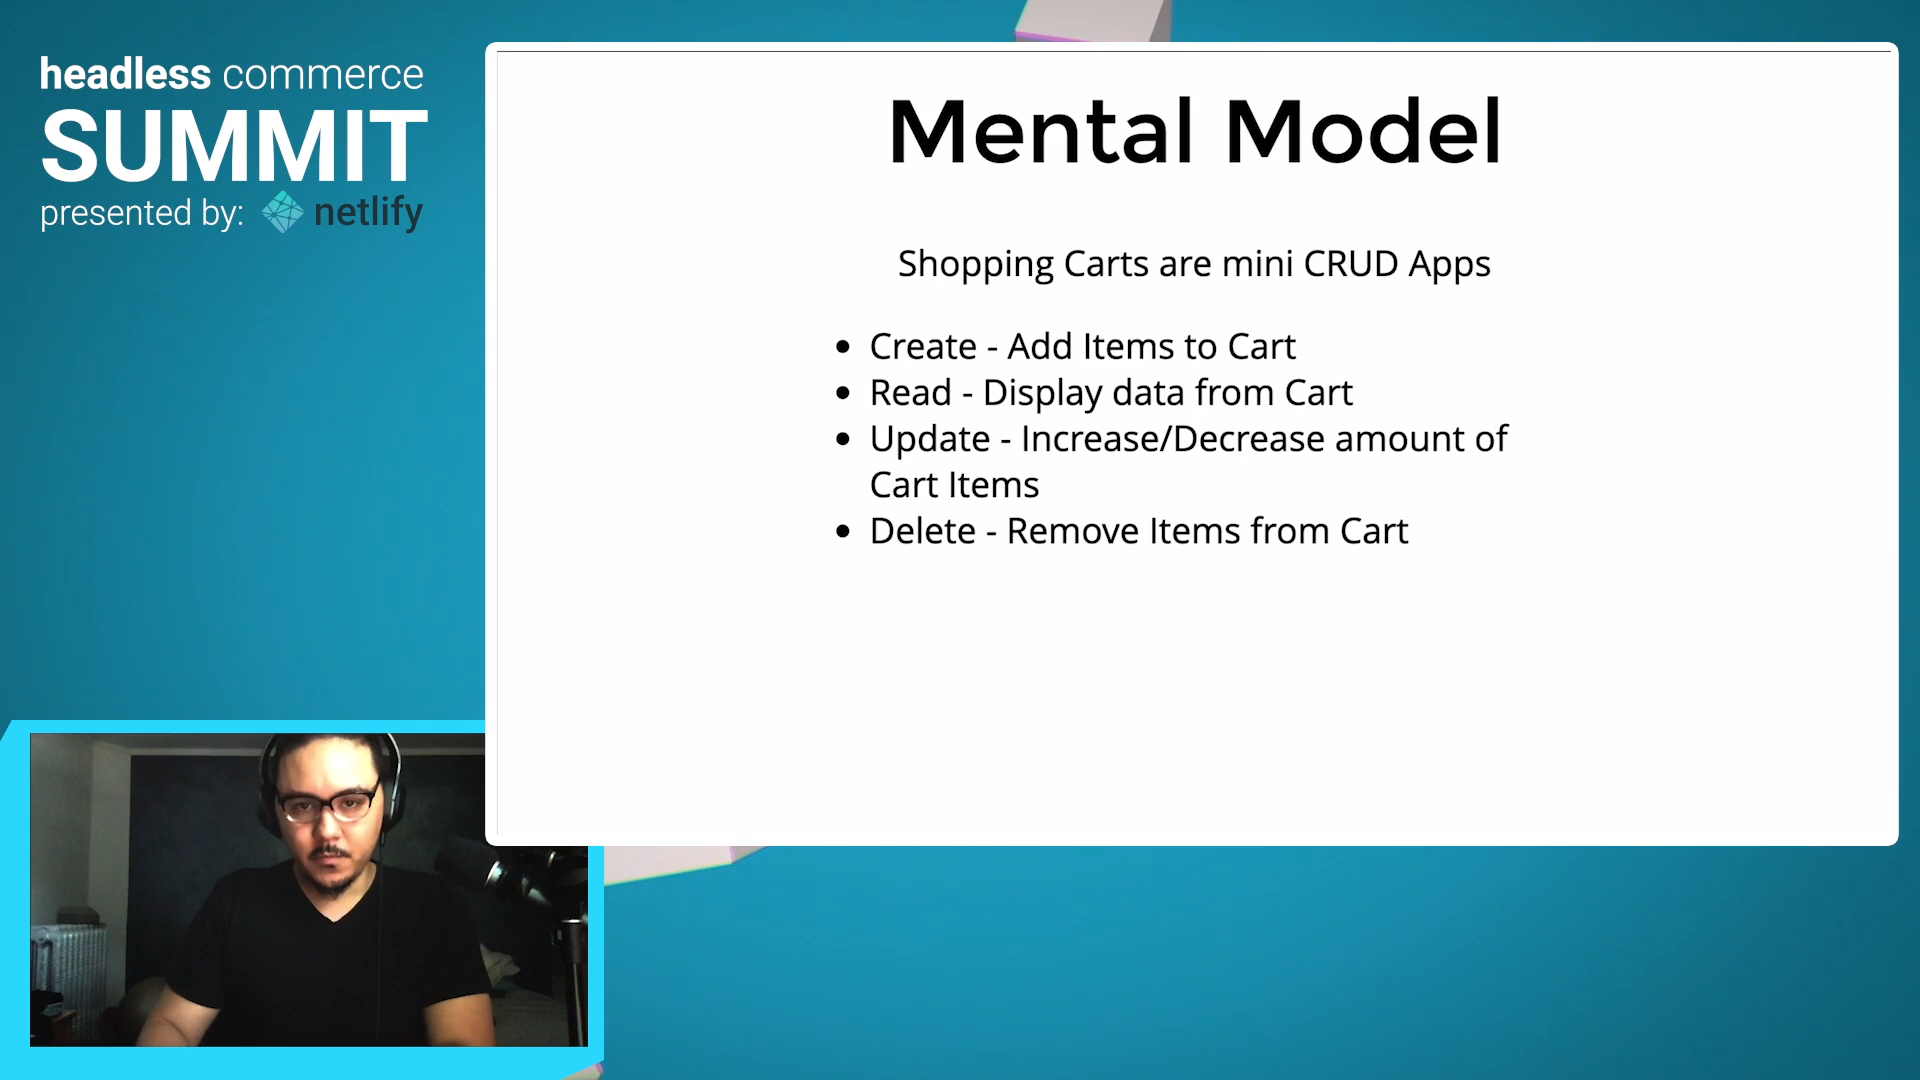 headless commerce
SUMMIT
presented by: netlify
Mental Model
Shopping Carts are mini CRUD Apps
• Create - Add Items to Cart
• Read - Display data from Cart
• Update - Increase/Decrease amount of
Cart Items
• Delete - Remove Items from Cart